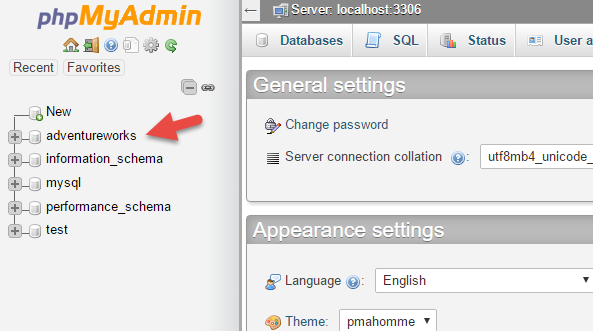 phpMyAdmin
Recent Favorites
New
adventureworks
information_schema
mysql
performance_schema
test
Server: localhost:3306
Databases SQL Status User a
General settings
Change password
Server connection collation : utf8mb4_unicode_
Appearance settings
Language : English
Theme: pmahomme